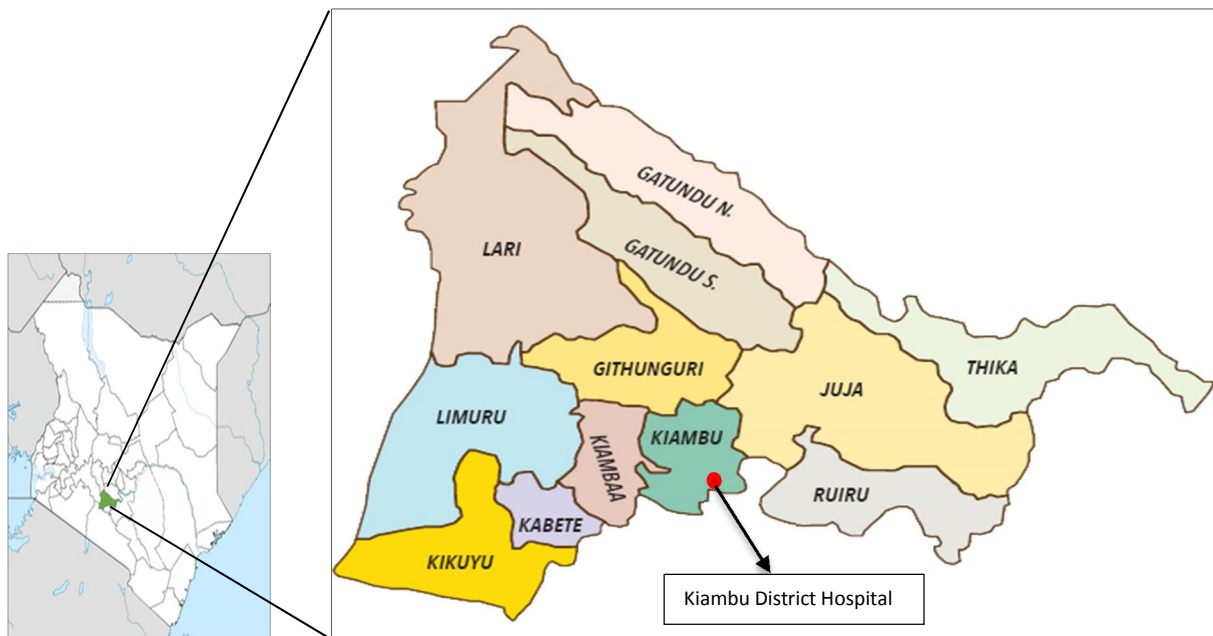 GATUNDU N.
LARI
GATUNDU S.
GITHUNGURI
THIKA
JUJA
LIMURU
KIAMBAA
KIAMBU
RUIRU
KABETE
KIKUYU
Kiambu District Hospital